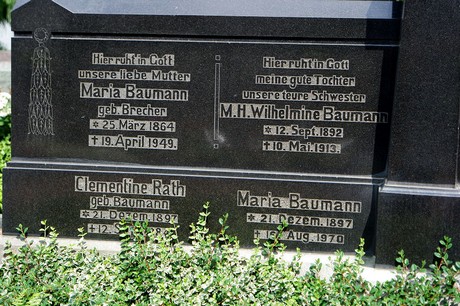 Hier ruht in Gott
unsere liebe Mutter
Maria Baumann
geb. Brecher
* 25. März 1864
† 19. April 1949.
Hier ruht in Gott
meine gute Tochter
unsere teure Schwester
M.H. Wilhelmine Baumann
* 12. Sept. 1892
† 10. Mai. 1913.
Clementine Rath
geb Baumann
* 21. Dezem. 1897
Maria Baumann
* 21. Dezem. 1897
Aug. 1970